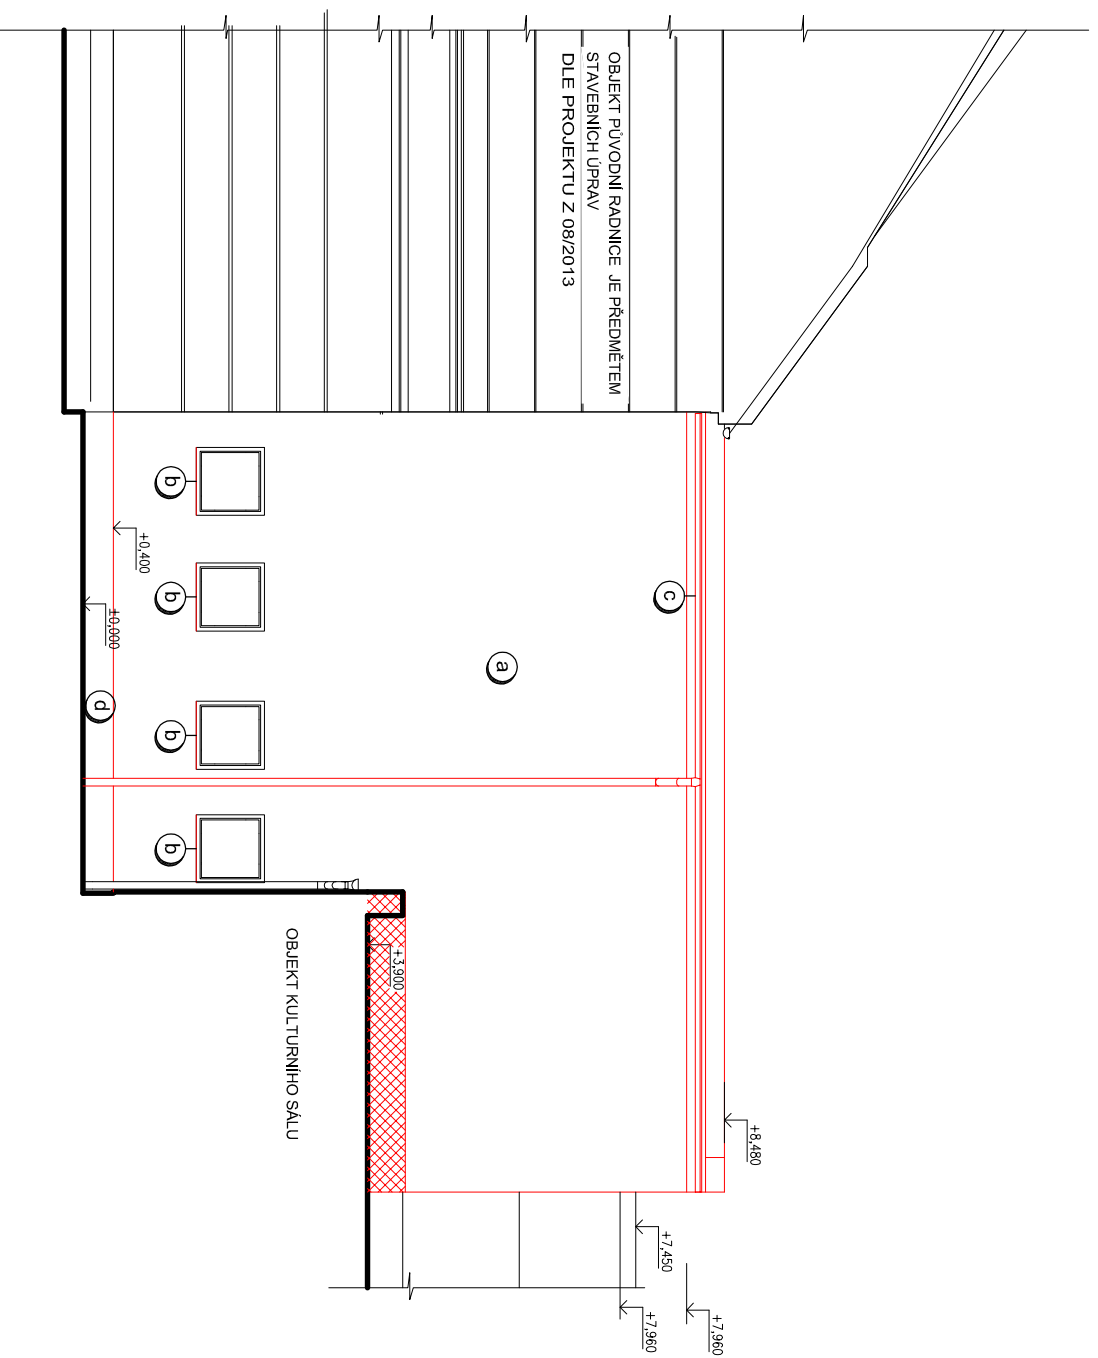 OBJEKT PŮVODNÍ RADNICE JE PŘEDMĚTEM
STAVEBNÍCH ÚPRAV
DLE PROJEKTU Z 08/2013
c
a
b
b
b
b
d
+0,400
±0,000
+3,900
OBJEKT KULTURNÍHO SÁLU
+8,480
+7,450
+7,960
+7,960